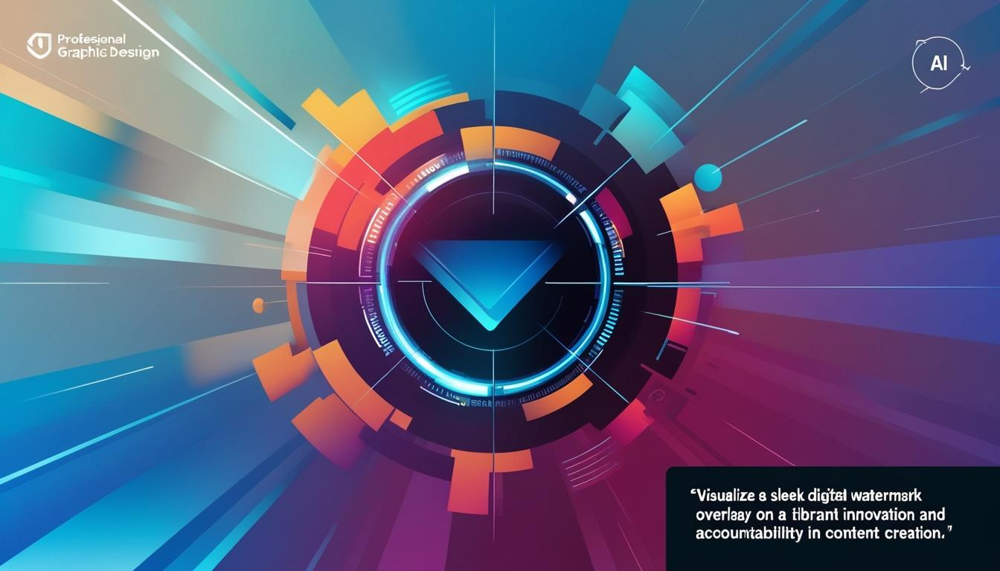 Profesional
Graphic Design
AI
“Visualize a sleek digital watermark
overlay on a tibrant innovation and
accountability in content creation.”